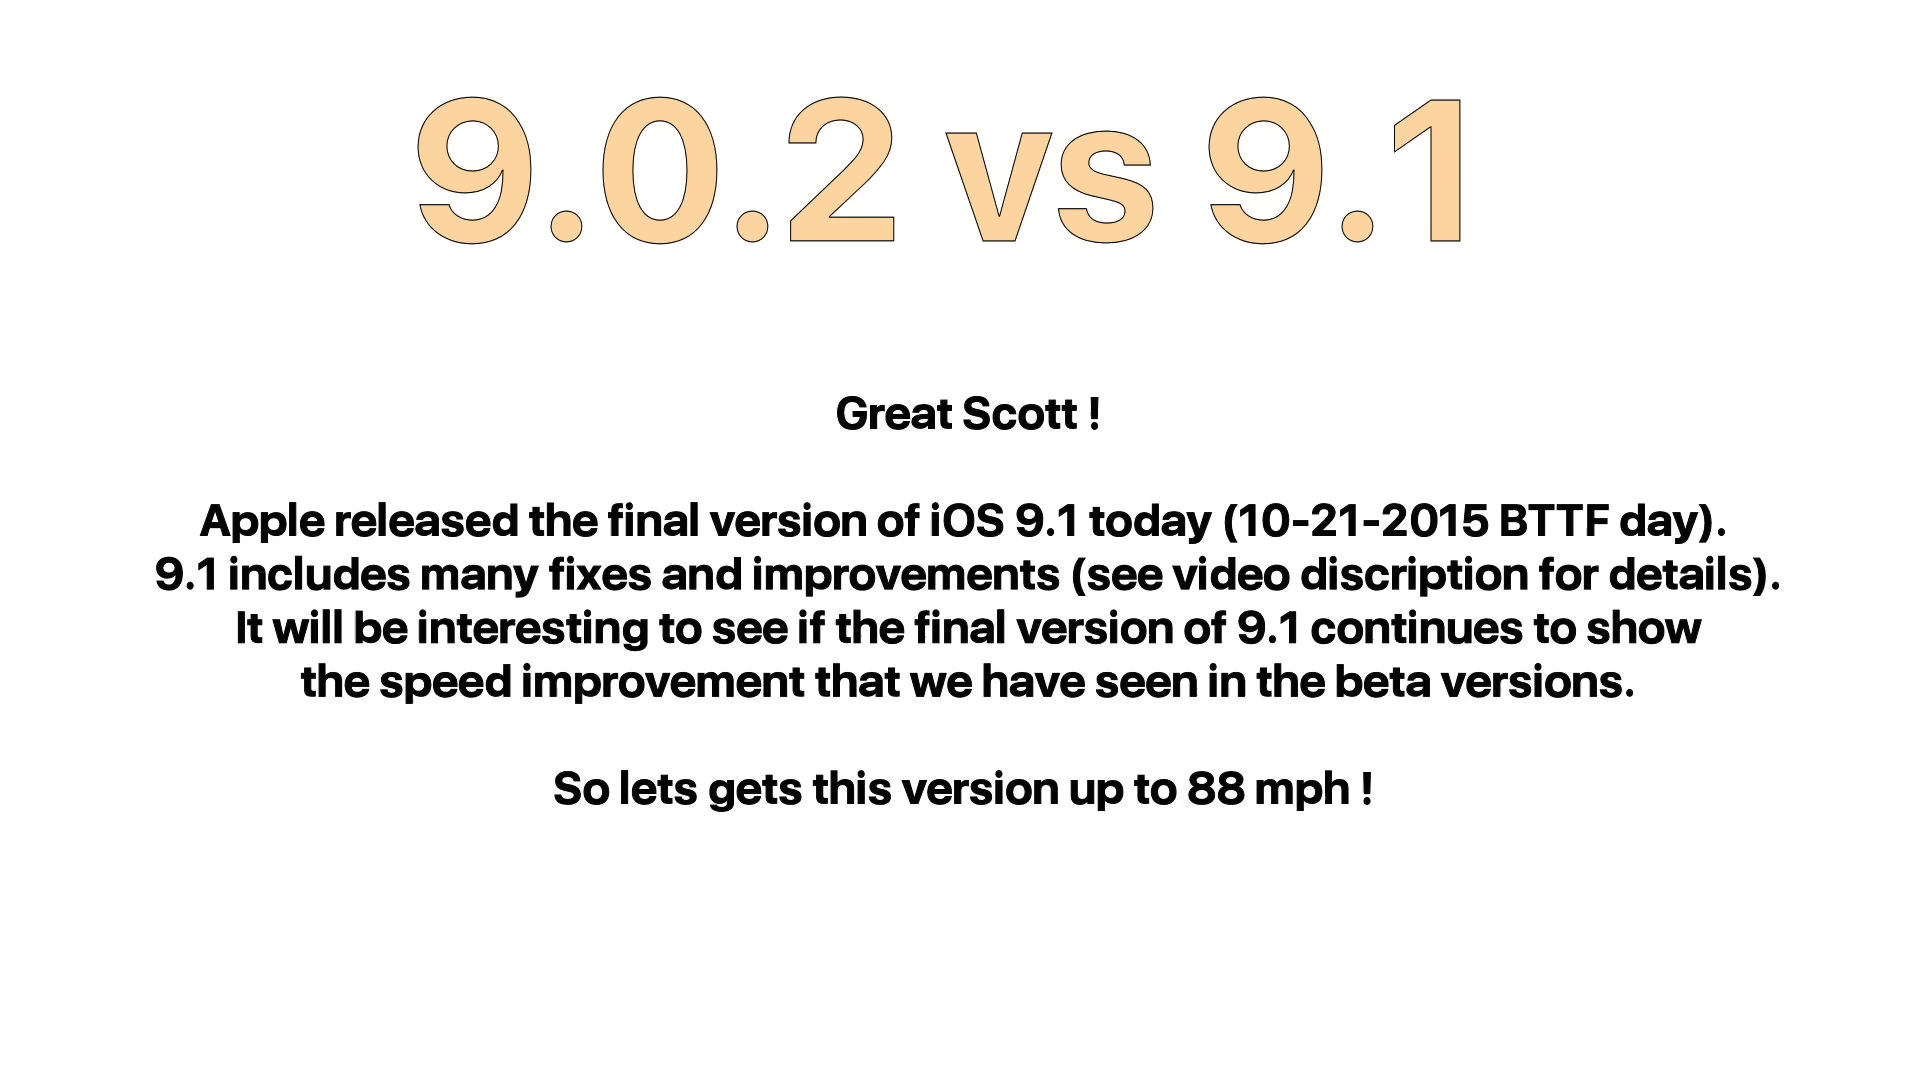 9.0.2 vs 9.1
Great Scott !
Apple released the final version of iOS 9.1 today (10-21-2015 BTTF day).
9.1 includes many fixes and improvements (see video discription for details).
It will be interesting to see if the final version of 9.1 continues to show
the speed improvement that we have seen in the beta versions.
So lets gets this version up to 88 mph !